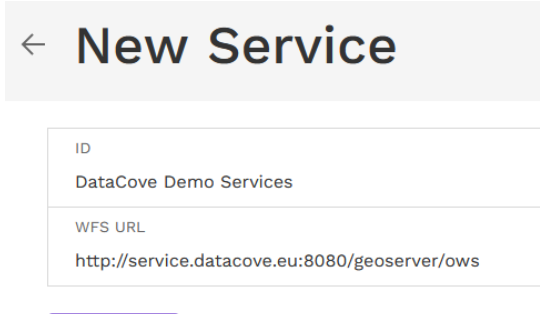 ← New Service
ID
DataCove Demo Services
WFS URL
http://service.datacove.eu:8080/geoserver/ows